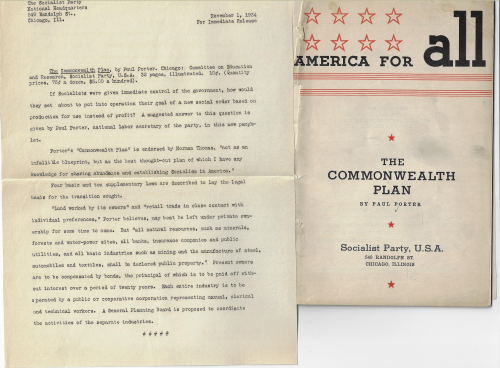 The Socialist Party
National Headquarters
549 Randolph St.,
Chicago, Ill.
November 1, 1934
For Immediate Release
The Commonwealth Plan, by Paul Porter. Chicago: Committee on Education
and Research, Socialist Party, U.S.A. 32 pages, illustrated. 10¢. (Quantity
prices, 75¢ a dozen, $5.00 a hundred).
If Socialists were given immediate control of the government, how would
they set about to put into operation their goal of a new social order based on
production for use instead of profit? A suggested answer to this question is
given by Paul Porter, national labor secretary of the party, in this new pamph-
let.
Porter's "Commonwealth Plan" is endorsed by Norman Thomas, "not as an
infallible blueprint, but as the best thought-out plan of which I have any
knowledge for sharing abundance and establishing Socialism in America."
Four basic and ten supplementary laws are described to lay the legal
basis for the transition sought.
"Land worked by its owners" and "retail trade in close contact with
individual preferences," Porter believes, may best be left under private owner-
ship for some time to come. But "all natural resources, such as minerals,
forests and water-power sites, all banks, insurance companies and public
utilities, and all basic industries such as mining and the manufacture of steel,
automobiles and textiles, shall be declared public property." Present owners
are to be compensated by bonds, the principal of which is to be paid off with-
out interest over a period of twenty years. Each entire industry is to be
operated by a public or cooperative corporation representing manual, clerical
and technical workers. A General Planning Board is proposed to coordinate
the activities of the separate industries.
# # # # #
AMERICA FOR all
THE
COMMONWEALTH
PLAN
BY PAUL PORTER
Socialist Party, U.S.A.
549 RANDOLPH ST.
CHICAGO, ILLINOIS